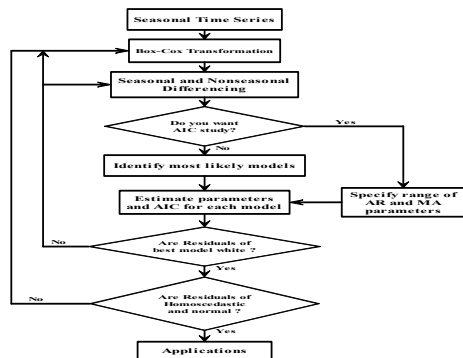 Seasonal Time Series
Box-Cox Transformation
Seasonal and Nonseasonal
Differencing
Do you want
AIC study?
Yes
No
Identify most likely models
Estimate parameters
and AIC for each model
Specify range of
AR and MA
parameters
Are Residuals of
best model white ?
No
Yes
Are Residuals of
Homoscedastic
and normal ?
No
Yes
Applications